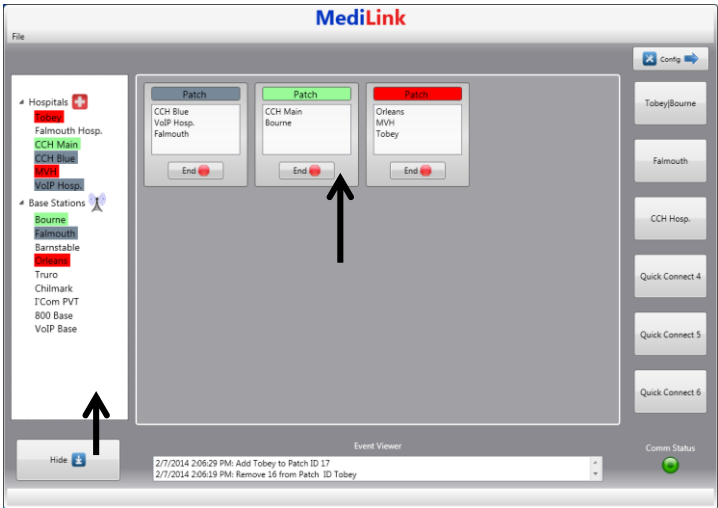 MediLink
File
Config
Hospitals
Tobey
Falmouth Hosp.
CCH Main
CCH Blue
MVH
VoIP Hosp.
Base Stations
Bourne
Falmouth
Barnstable
Orleans
Truro
Chilmark
I'Com PVT
800 Base
VoIP Base
Patch
CCH Blue
VoIP Hosp.
Falmouth
End
Patch
CCH Main
Bourne
End
Patch
Orleans
MVH
Tobey
End
Tobey|Bourne
Falmouth
CCH Hosp.
Quick Connect 4
Quick Connect 5
Quick Connect 6
Hide
Event Viewer
2/7/2014 2:06:29 PM: Add Tobey to Patch ID 17
2/7/2014 2:06:19 PM: Remove 16 from Patch ID Tobey
Comm Status